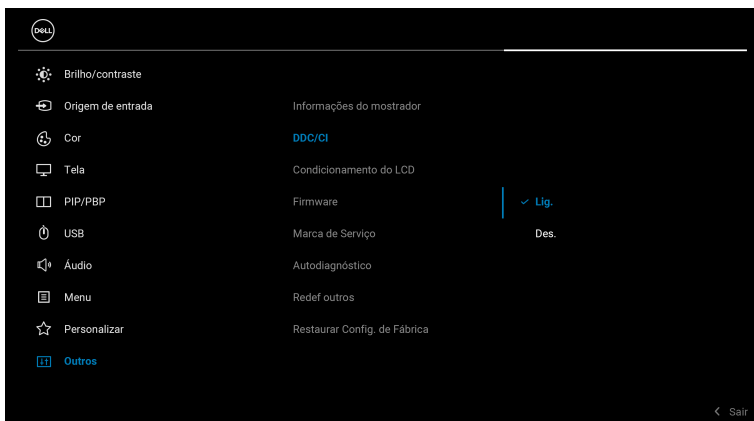 DELL
Brilho/contraste
Origem de entrada
Informações do mostrador
Cor
DDC/CI
Tela
Condicionamento do LCD
PIP/PBP
Firmware
Lig.
USB
Marca de Serviço
Des.
Áudio
Autodiagnóstico
Menu
Redef outros
Personalizar
Restaurar Config. de Fábrica
Outros
Sair